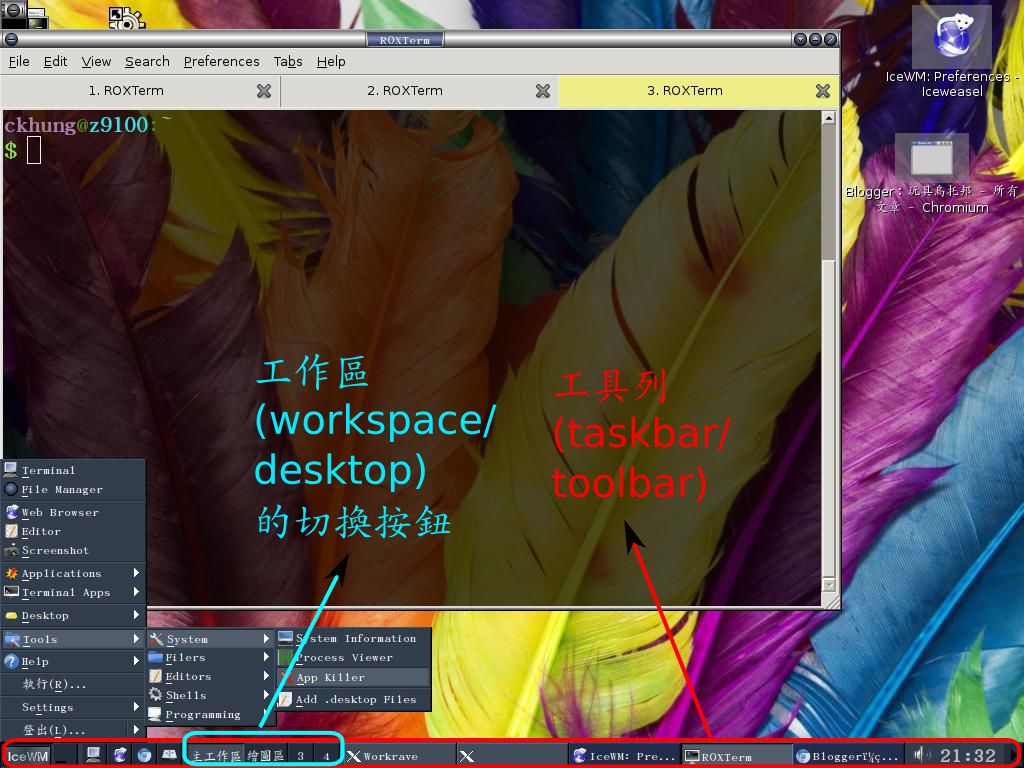 ROXTerm
File Edit View Search Preferences Tabs Help
1. ROXTerm
2. ROXTerm
3. ROXTerm
ckhung@z9100:~
$
IceWM: Preferences -
Iceweasel
Blogger：玩具烏托邦 - 所有
文章 - Chromium
工作區
(workspace/
desktop)
的切換按鈕
工具列
(taskbar/
toolbar)
Terminal
File Manager
Web Browser
Editor
Screenshot
Applications
Terminal Apps
Desktop
Tools
Help
執行(R)...
Settings
登出(L)...
System
Filers
Editors
Shells
Programming
System Information
Process Viewer
App Killer
Add .desktop Files
IceWM
主工作區
繪圖區
3
4
Workrave
IceWM: Pre...
ROXTerm
Bloggerï¼ç...
21:32